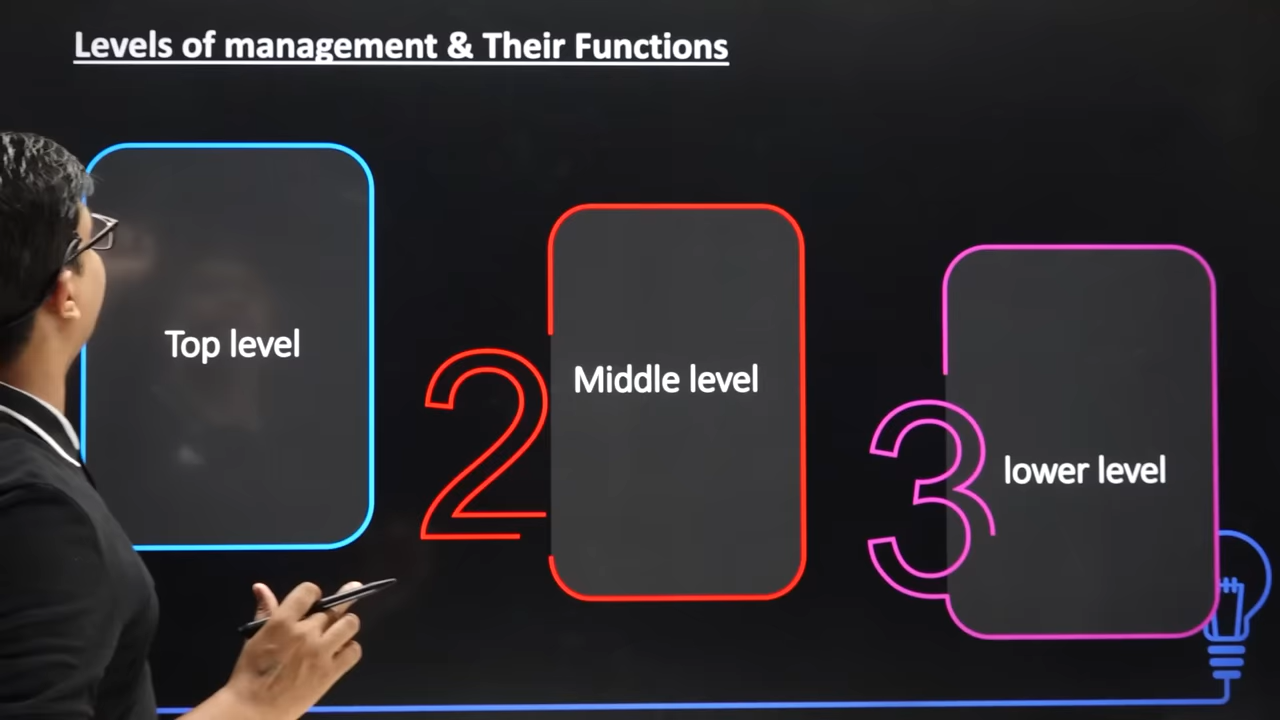 Levels of management & Their Functions
Top level
2
Middle level
3
lower level